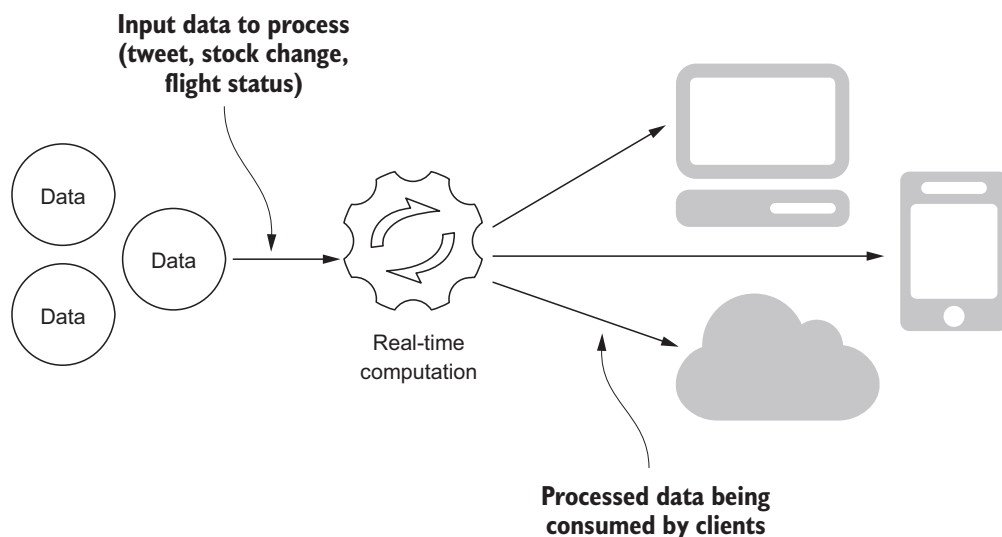 Input data to process
(tweet, stock change,
flight status)
Data
Data
Data
Real-time
computation
Processed data being
consumed by clients